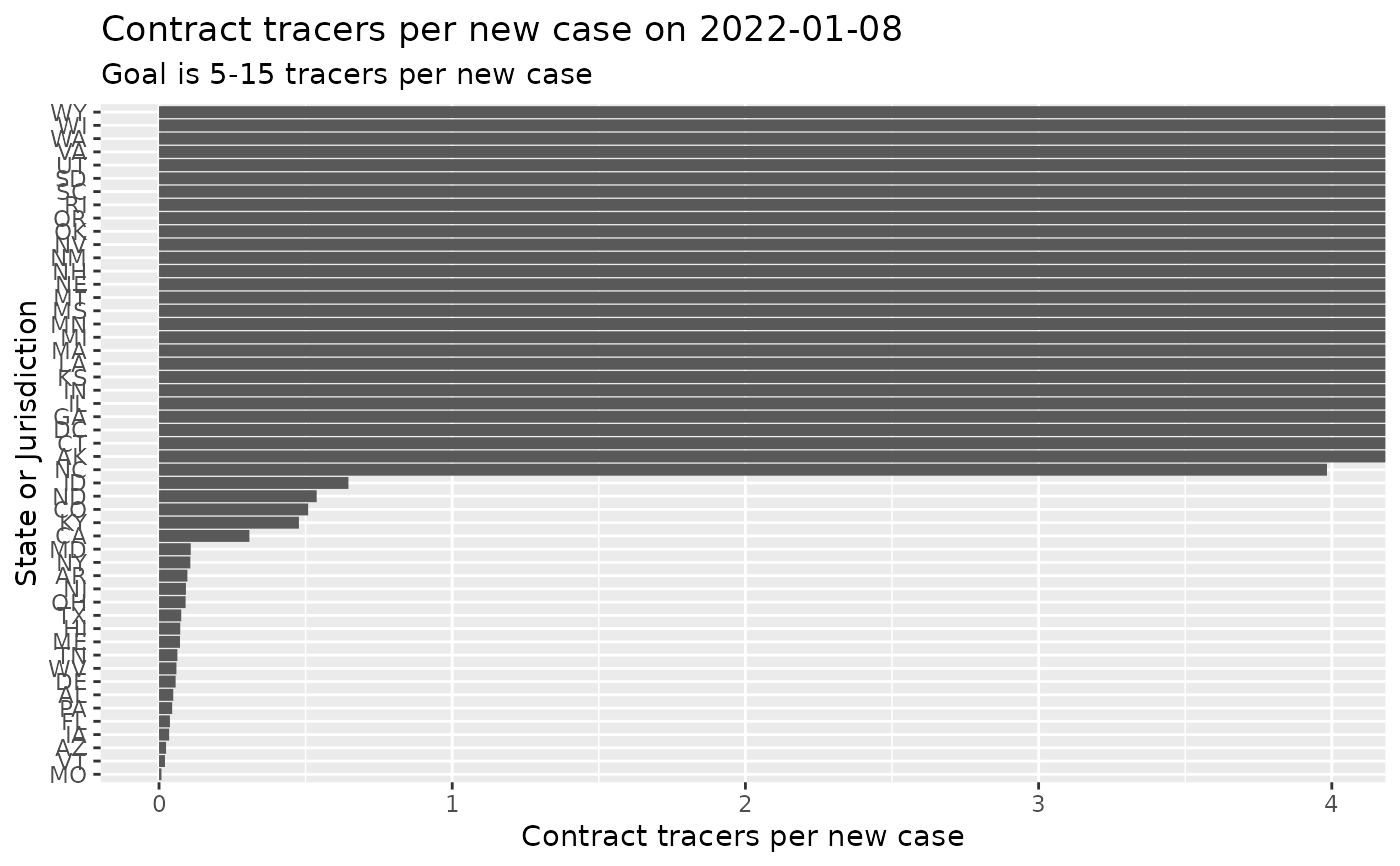 Contract tracers per new case on 2022-01-08
Goal is 5-15 tracers per new case
State or Jurisdiction
WY
WI
WA
VA
UT
SD
SC
RI
OR
OK
NV
NM
NH
NE
MT
MS
MN
MI
MA
LA
KS
IN
IL
GA
DC
CT
AK
NC
ID
ND
CO
KY
CA
MD
NY
AR
NJ
OH
TX
HI
ME
TN
WV
DE
AL
PA
FL
IA
AZ
VT
MO
0 1 2 3 4
Contract tracers per new case